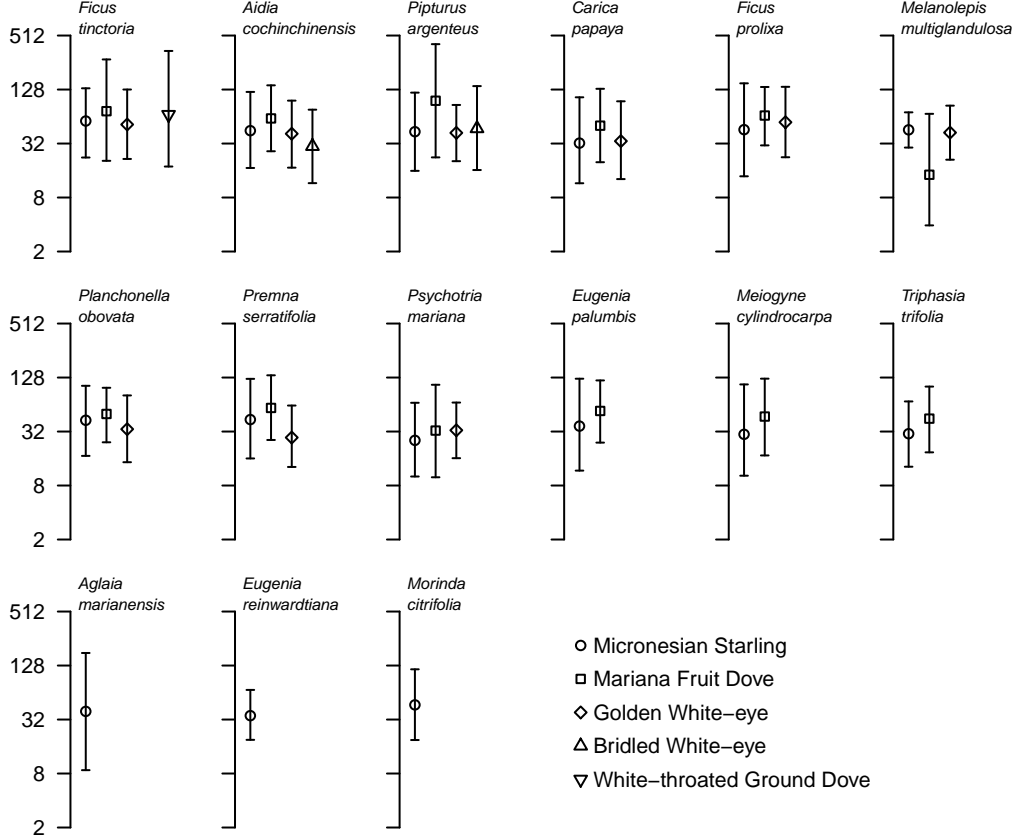 Ficus
tinctoria
Aidia
cochinchinensis
Pipturus
argenteus
Carica
papaya
Ficus
prolixa
Melanolepis
multiglandulosa
512
128
32
8
2
Planchonella
obovata
Premna
serratifolia
Psychotria
mariana
Eugenia
palumbis
Meiogyne
cylindrocarpa
Triphasia
trifolia
512
128
32
8
2
Aglaia
marianensis
Eugenia
reinwardtiana
Morinda
citrifolia
512
128
32
8
2
Micronesian Starling
Mariana Fruit Dove
Golden White−eye
Bridled White−eye
White−throated Ground Dove